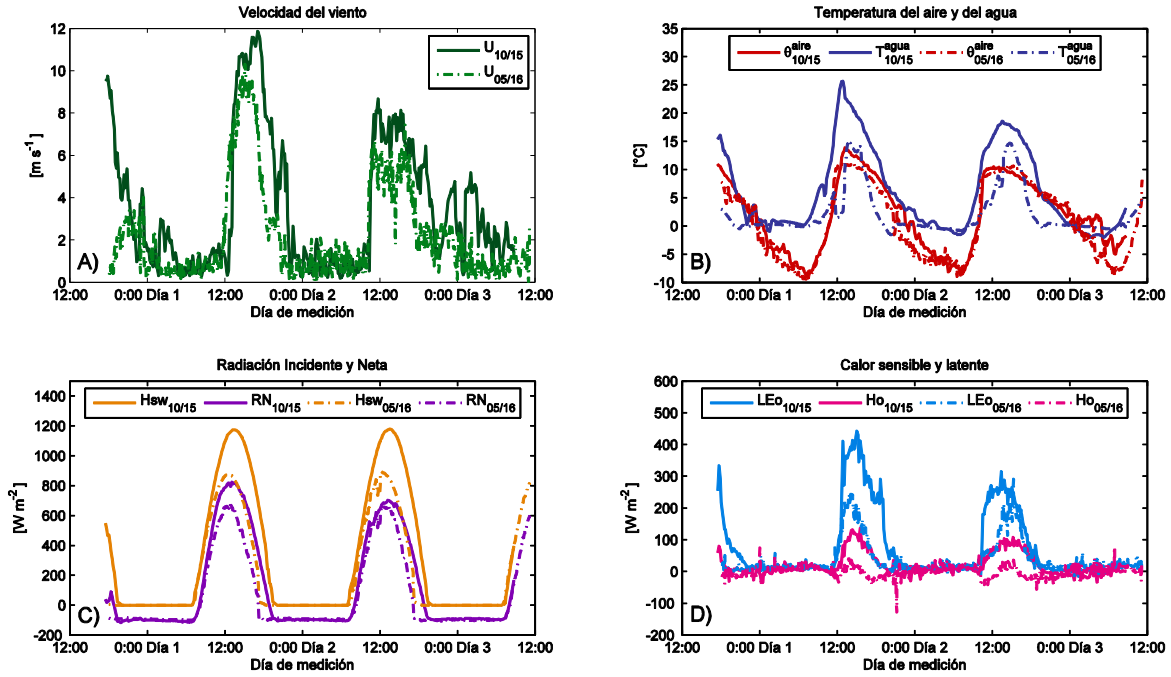 Velocidad del viento
[m s⁻¹]
12
10
8
6
4
2
0
U10/15
U05/16
A)
12:00 0:00 Día 1 12:00 0:00 Día 2 12:00 0:00 Día 3 12:00
Día de medición
Temperatura del aire y del agua
[°C]
35
30
25
20
15
10
5
0
-5
-10
θaire10/15 Tagua10/15 θaire05/16 Tagua05/16
B)
12:00 0:00 Día 1 12:00 0:00 Día 2 12:00 0:00 Día 3 12:00
Día de medición
Radiación Incidente y Neta
[W m⁻²]
1400
1200
1000
800
600
400
200
0
-200
Hsw10/15 RN10/15 Hsw05/16 RN05/16
C)
12:00 0:00 Día 1 12:00 0:00 Día 2 12:00 0:00 Día 3 12:00
Día de medición
Calor sensible y latente
[W m⁻²]
600
500
400
300
200
100
0
-100
-200
LEo10/15 Ho10/15 LEo05/16 Ho05/16
D)
12:00 0:00 Día 1 12:00 0:00 Día 2 12:00 0:00 Día 3 12:00
Día de medición